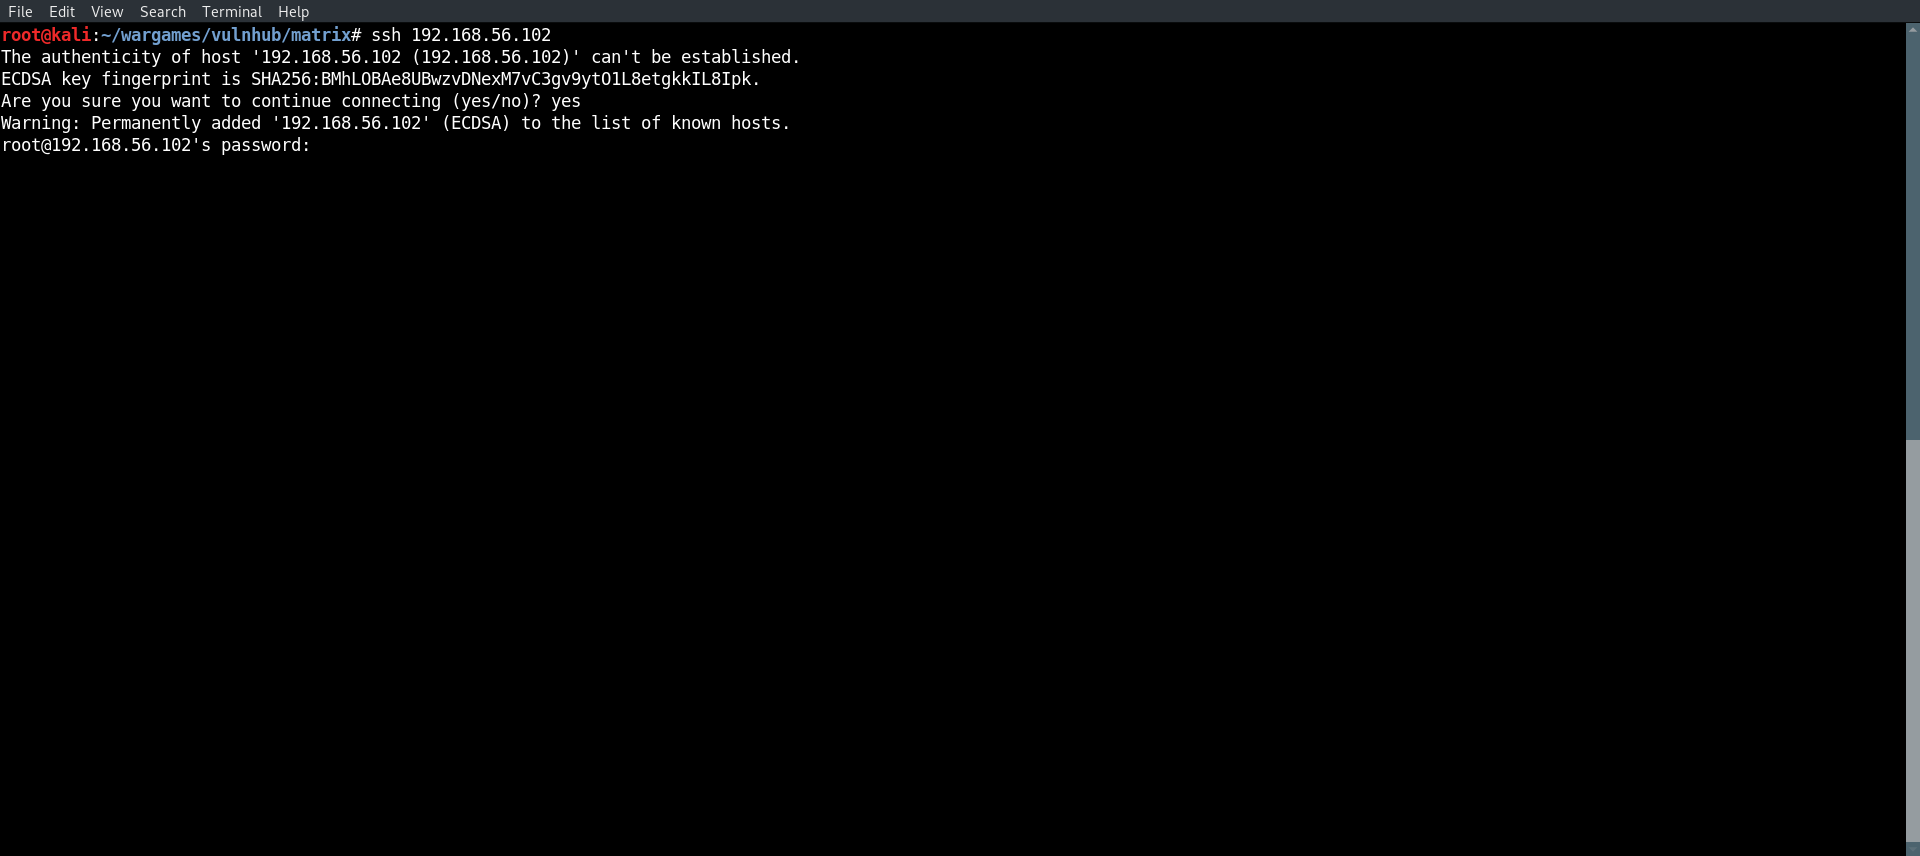 File Edit View Search Terminal Help
root@kali:~/wargames/vulnhub/matrix# ssh 192.168.56.102
The authenticity of host '192.168.56.102 (192.168.56.102)' can't be established.
ECDSA key fingerprint is SHA256:BMhLOBAe8UBwzvDNexM7vC3gv9ytO1L8etgkkIL8Ipk.
Are you sure you want to continue connecting (yes/no)? yes
Warning: Permanently added '192.168.56.102' (ECDSA) to the list of known hosts.
root@192.168.56.102's password: